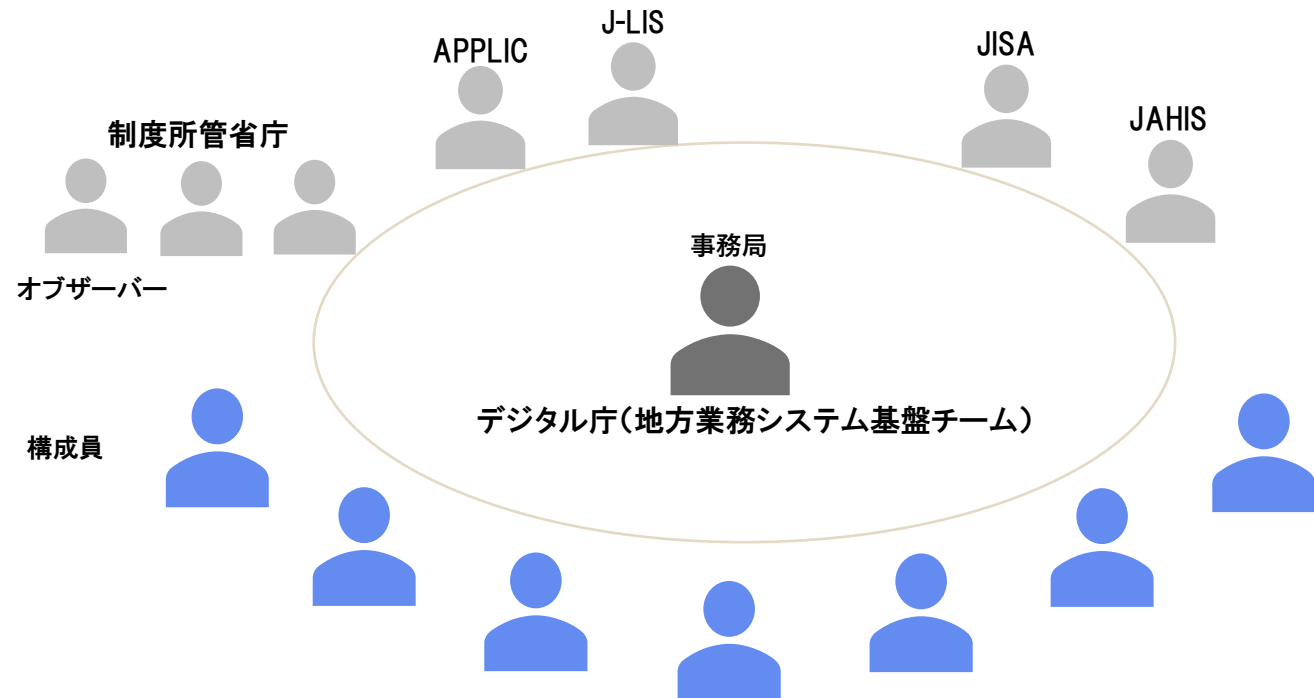 J-LIS
APPLIC
JISA
JAHIS
制度所管省庁
オブザーバー
事務局
デジタル庁（地方業務システム基盤チーム）
構成員